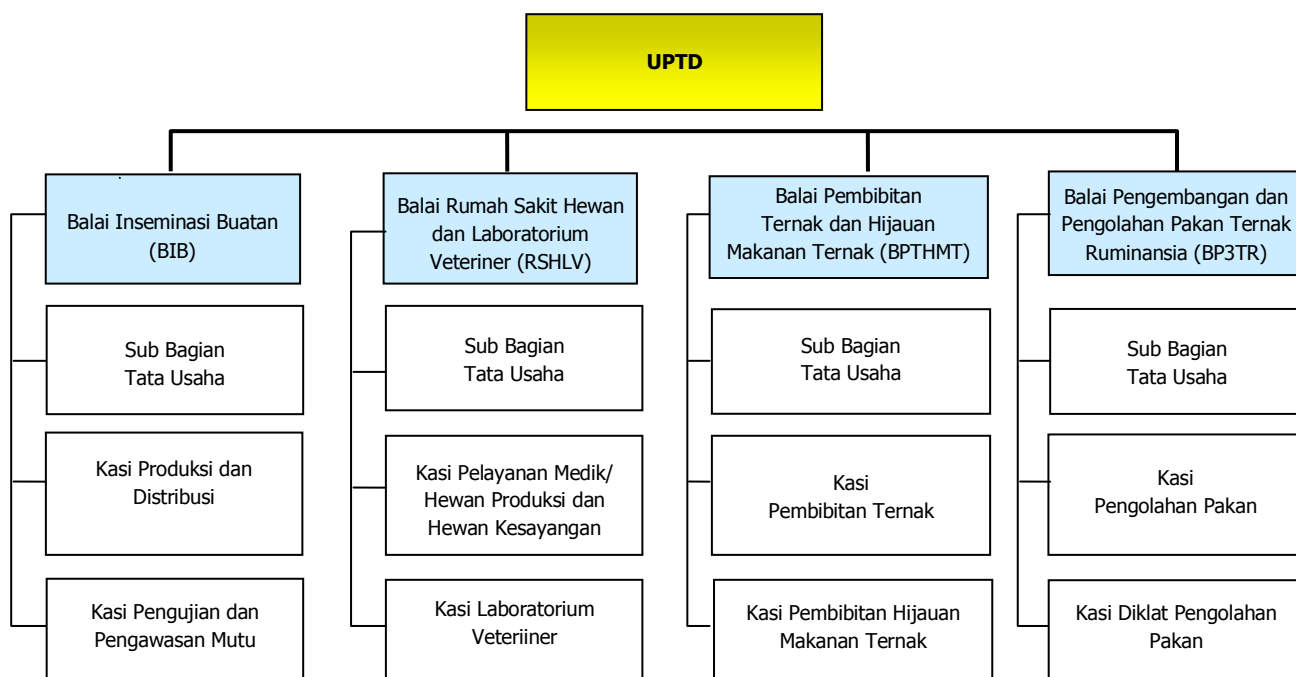 UPTD
Balai Inseminasi Buatan
(BIB)
Sub Bagian
Tata Usaha
Kasi Produksi dan
Distribusi
Kasi Pengujian dan
Pengawasan Mutu
Balai Rumah Sakit Hewan
dan Laboratorium
Veteriner (RSHLV)
Sub Bagian
Tata Usaha
Kasi Pelayanan Medik/
Hewan Produksi dan
Hewan Kesayangan
Kasi Laboratorium
Veteriiner
Balai Pembibitan
Ternak dan Hijauan
Makanan Ternak (BPTHMT)
Sub Bagian
Tata Usaha
Kasi
Pembibitan Ternak
Kasi Pembibitan Hijauan
Makanan Ternak
Balai Pengembangan dan
Pengolahan Pakan Ternak
Ruminansia (BP3TR)
Sub Bagian
Tata Usaha
Kasi
Pengolahan Pakan
Kasi Diklat Pengolahan
Pakan